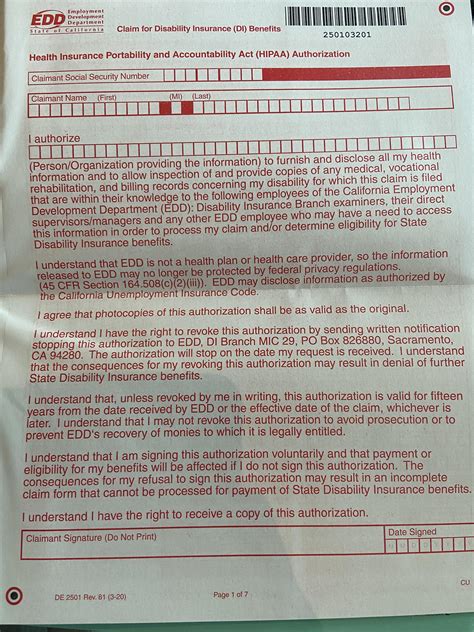 EDD Employment
Development
Department
State of California
Claim for Disability Insurance (DI) Benefits
250103201
Health Insurance Portability and Accountability Act (HIPAA) Authorization
Claimant Social Security Number
Claimant Name (First) (MI) (Last)
I authorize
(Person/Organization providing the information) to furnish and disclose all my health
information and to allow inspection of and provide copies of any medical, vocational
rehabilitation, and billing records concerning my disability for which this claim is filed
that are within their knowledge to the following employees of the California Employment
Development Department (EDD): Disability Insurance Branch examiners, their direct
supervisors/managers and any other EDD employee who may have a need to access
this information in order to process my claim and/or determine eligibility for State
Disability Insurance benefits.
I understand that EDD is not a health plan or health care provider, so the information
released to EDD may no longer be protected by federal privacy regulations.
(45 CFR Section 164.508(c)(2)(iii)). EDD may disclose information as authorized by
the California Unemployment Insurance Code.
I agree that photocopies of this authorization shall be as valid as the original.
I understand I have the right to revoke this authorization by sending written notification
stopping this authorization to EDD, DI Branch MIC 29, PO Box 826880, Sacramento,
CA 94280. The authorization will stop on the date my request is received. I understand
that the consequences for my revoking this authorization may result in denial of further
State Disability Insurance benefits.
I understand that, unless revoked by me in writing, this authorization is valid for fifteen
years from the date received by EDD or the effective date of the claim, whichever is
later. I understand that I may not revoke this authorization to avoid prosecution or to
prevent EDD's recovery of monies to which it is legally entitled.
I understand that I am signing this authorization voluntarily and that payment or
eligibility for my benefits will be affected if I do not sign this authorization. The
consequences for my refusal to sign this authorization may result in an incomplete
claim form that cannot be processed for payment of State Disability Insurance benefits.
I understand I have the right to receive a copy of this authorization.
Claimant Signature (Do Not Print) Date Signed
CU
DE 2501 Rev. 81 (3-20) Page 1 of 7